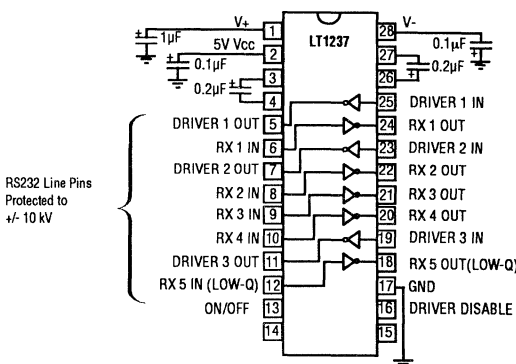 V+
1µF
5V Vcc
0.1µF
0.2µF
LT1237
V-
0.1µF
0.2µF
1
2
3
4
5
6
7
8
9
10
11
12
13
14
28
27
26
25
24
23
22
21
20
19
18
17
16
15
DRIVER 1 OUT
RX 1 IN
DRIVER 2 OUT
RX 2 IN
RX 3 IN
RX 4 IN
DRIVER 3 OUT
RX 5 IN (LOW-Q)
ON/OFF
DRIVER 1 IN
RX 1 OUT
DRIVER 2 IN
RX 2 OUT
RX 3 OUT
RX 4 OUT
DRIVER 3 IN
RX 5 OUT(LOW-Q)
GND
DRIVER DISABLE
RS232 Line Pins
Protected to
+/- 10 kV